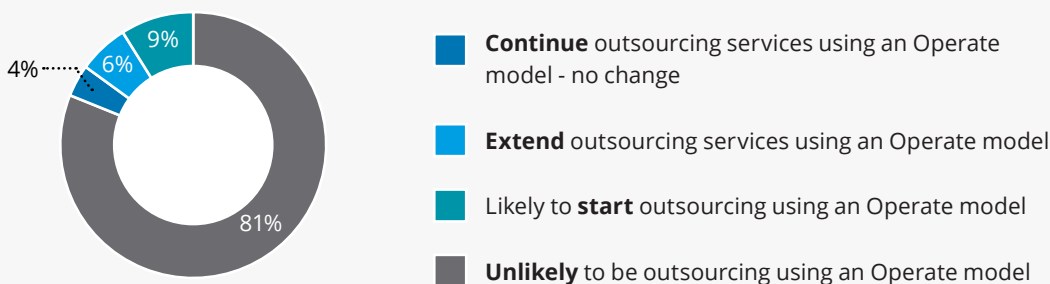 9%
6%
4%
81%
Continue outsourcing services using an Operate
model - no change
Extend outsourcing services using an Operate model
Likely to start outsourcing using an Operate model
Unlikely to be outsourcing using an Operate model